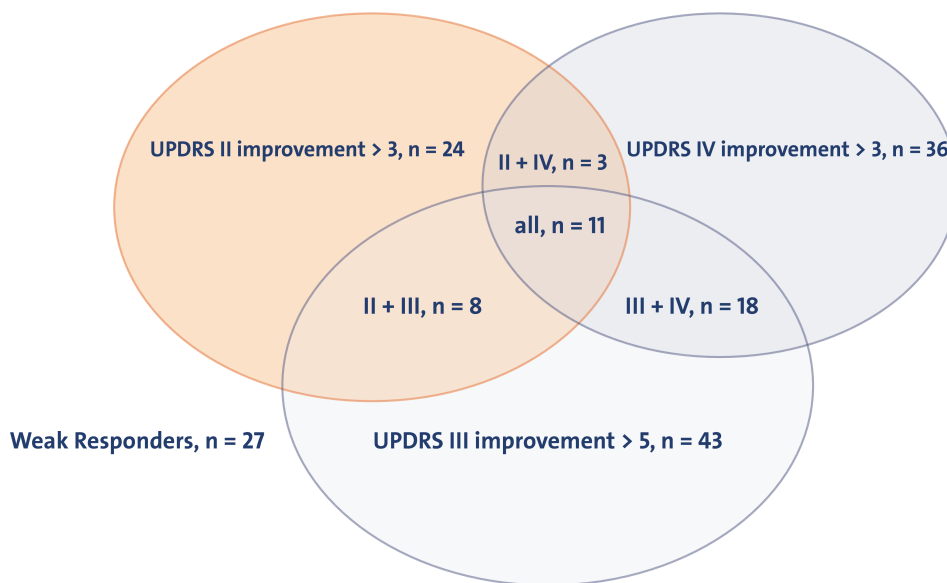 UPDRS II improvement > 3, n = 24
UPDRS IV improvement > 3, n = 36
II + IV, n = 3
all, n = 11
II + III, n = 8
III + IV, n = 18
Weak Responders, n = 27
UPDRS III improvement > 5, n = 43